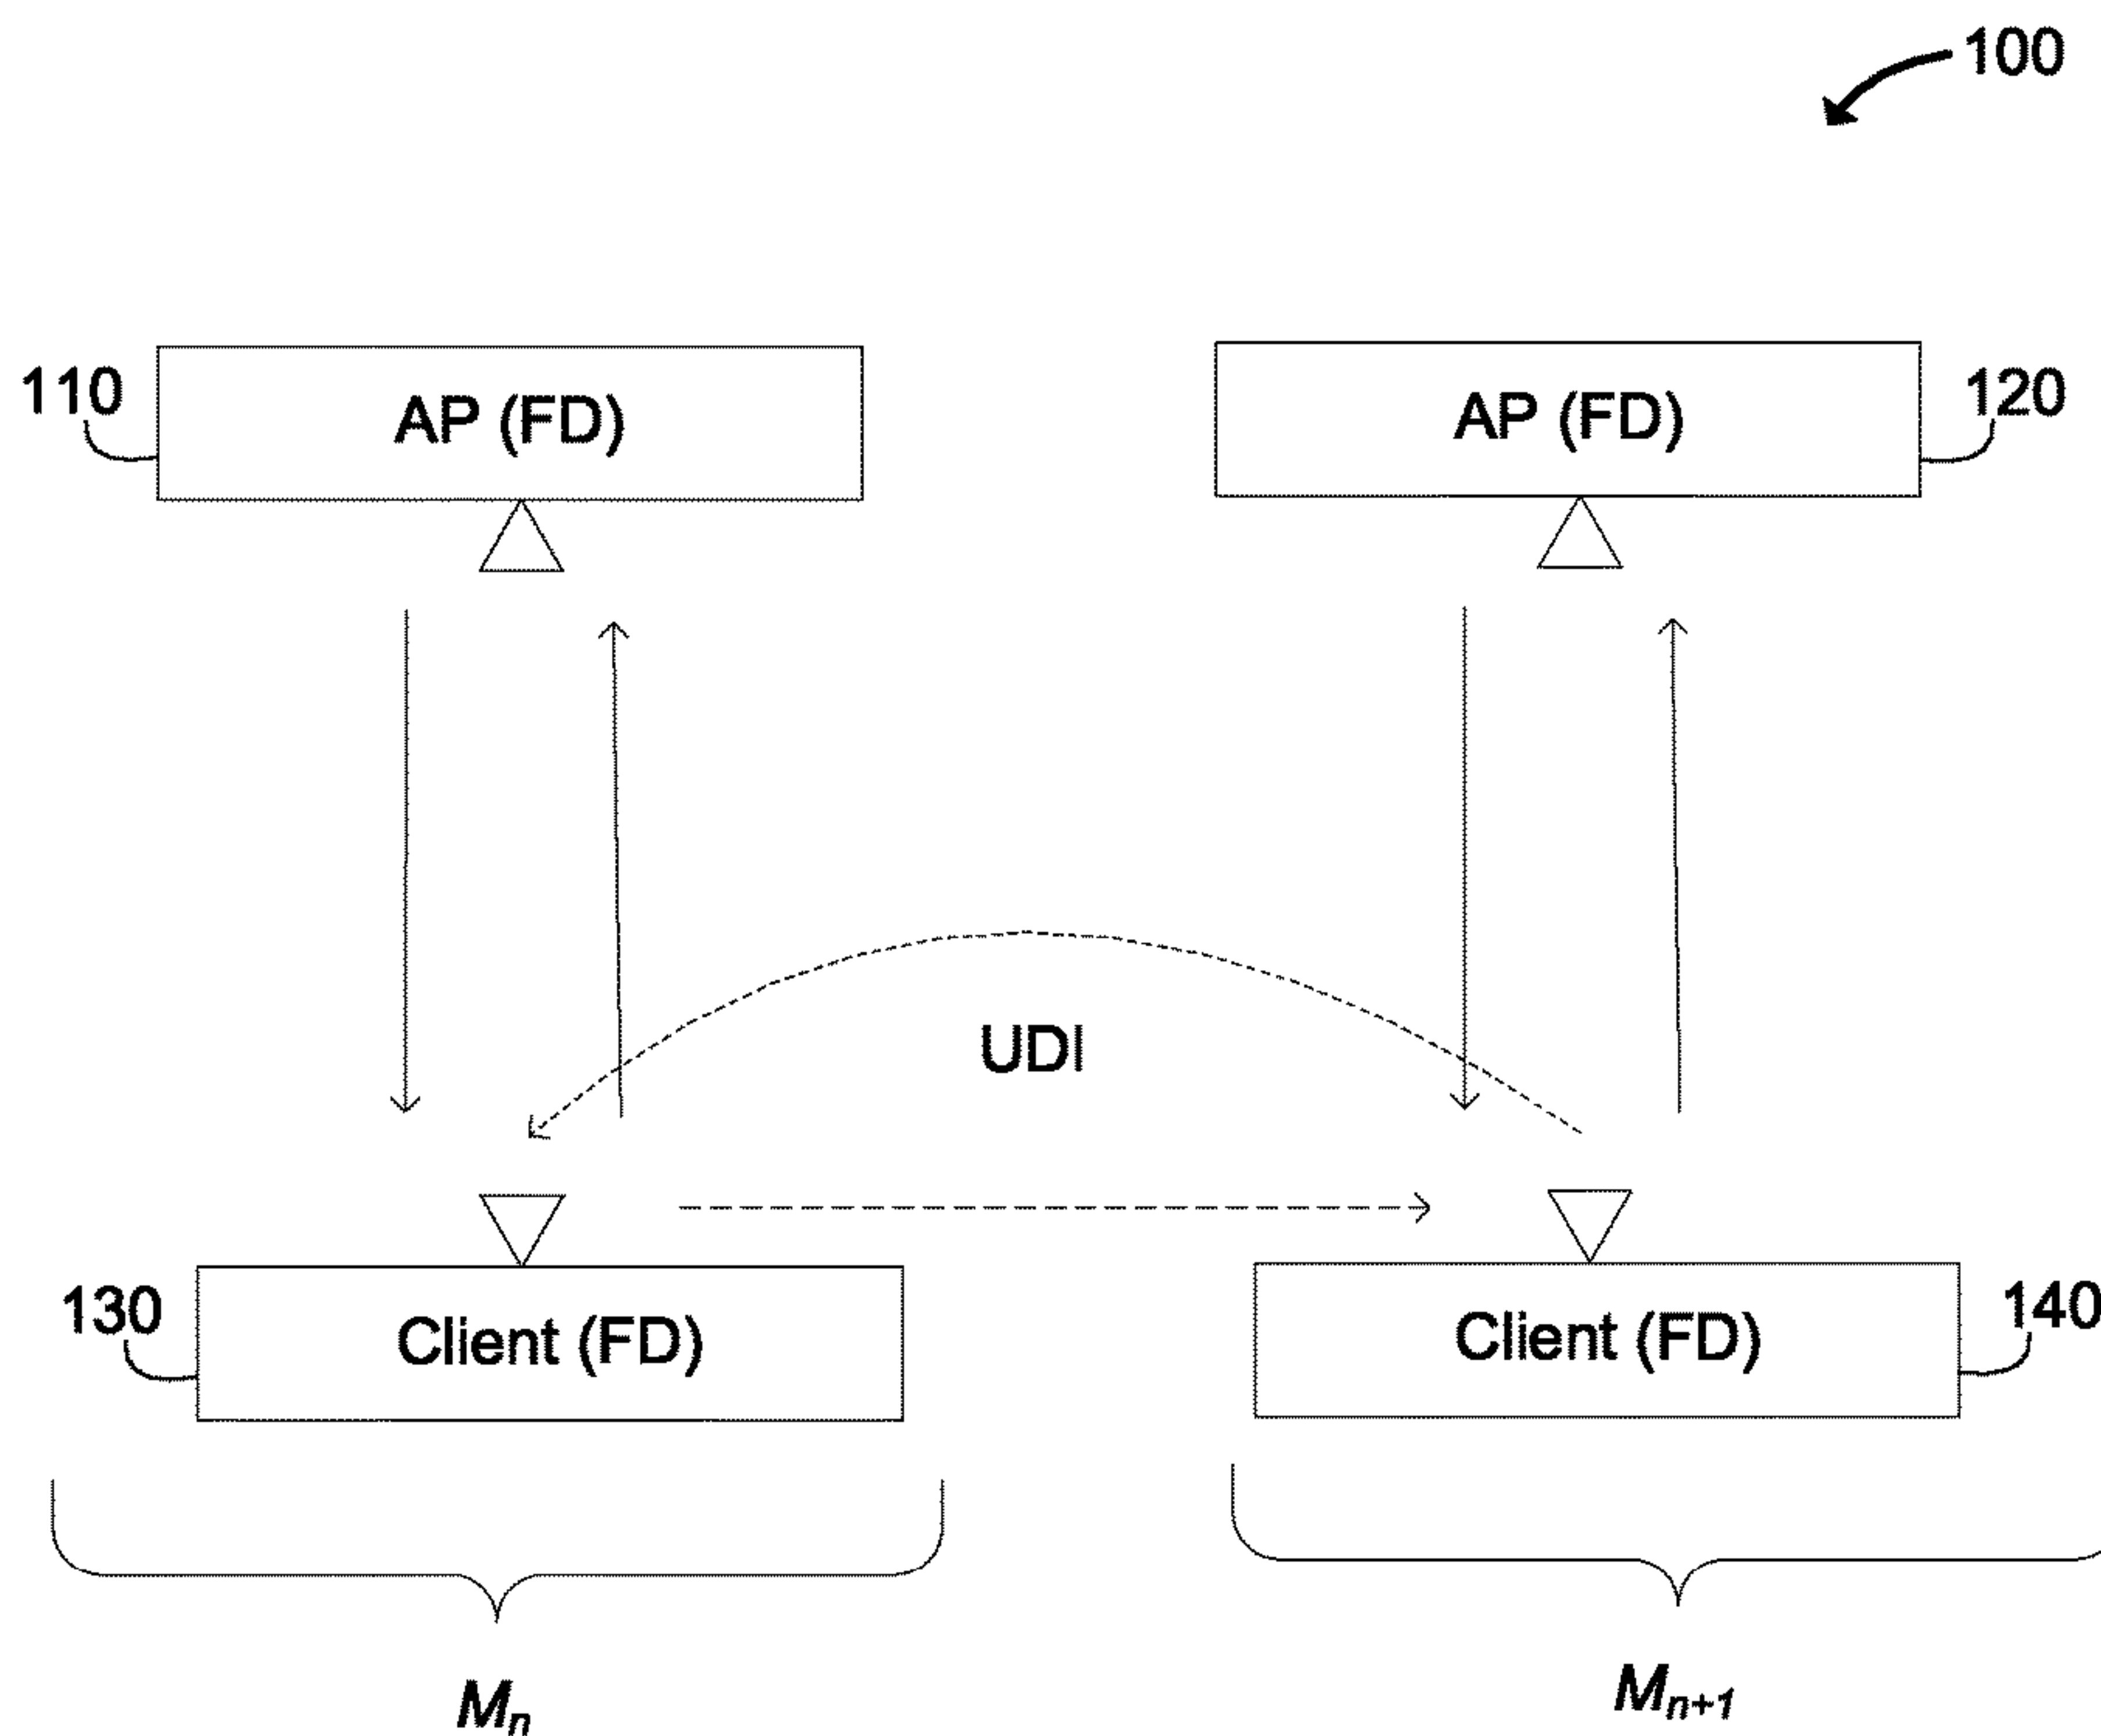 100
110
AP (FD)
AP (FD)
120
UDI
130
Client (FD)
Client (FD)
140
Mn
Mn+1